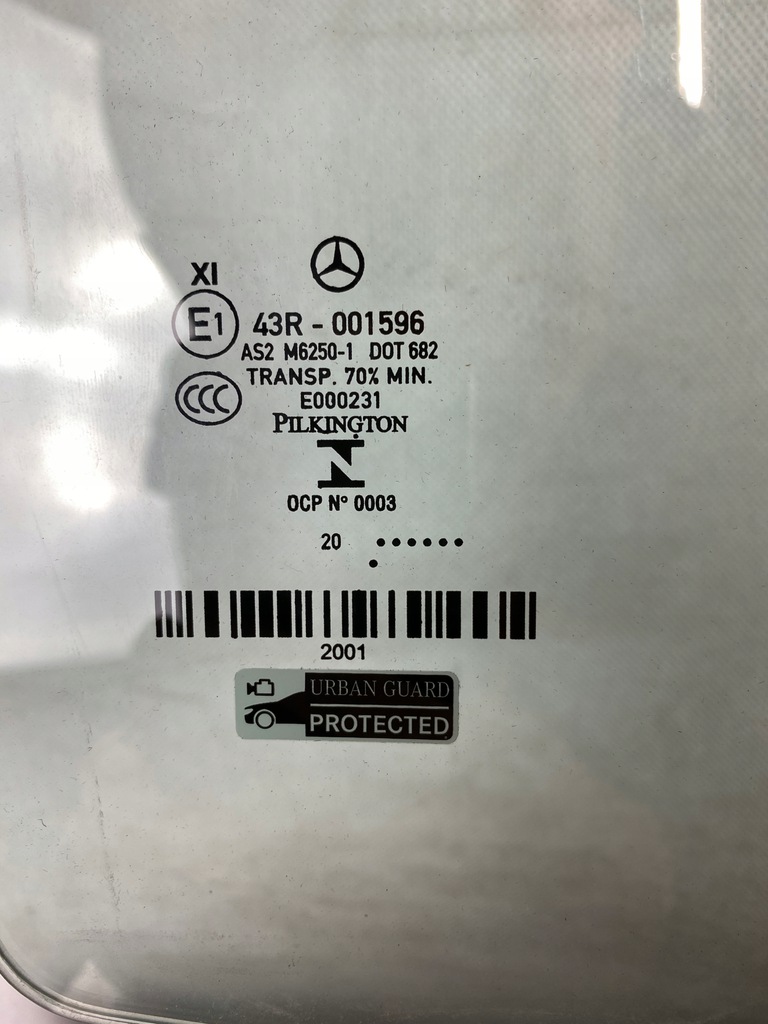 XI
E1
43R - 001596
AS2 M6250-1 DOT 682
TRANSP. 70% MIN.
CCC
E000231
PILKINGTON
N
OCP Nº 0003
20 ······
·
2001
URBAN GUARD
PROTECTED